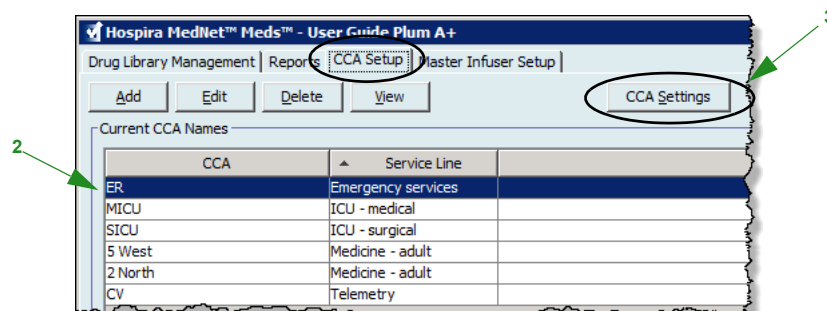 Hospira MedNet™ Meds™ - User Guide Plum A+
Drug Library Management Reports CCA Setup Master Infuser Setup
Add Edit Delete View CCA Settings
Current CCA Names
2
CCA Service Line
ER Emergency services
MICU ICU - medical
SICU ICU - surgical
5 West Medicine - adult
2 North Medicine - adult
CV Telemetry